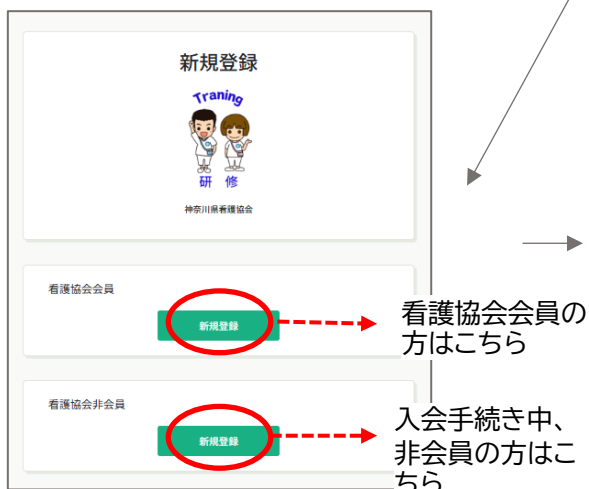 新規登録
Traning
研 修
神奈川県看護協会
看護協会会員
新規登録
看護協会会員の
方はこちら
看護協会非会員
新規登録
入会手続き中、
非会員の方はこ
ちら